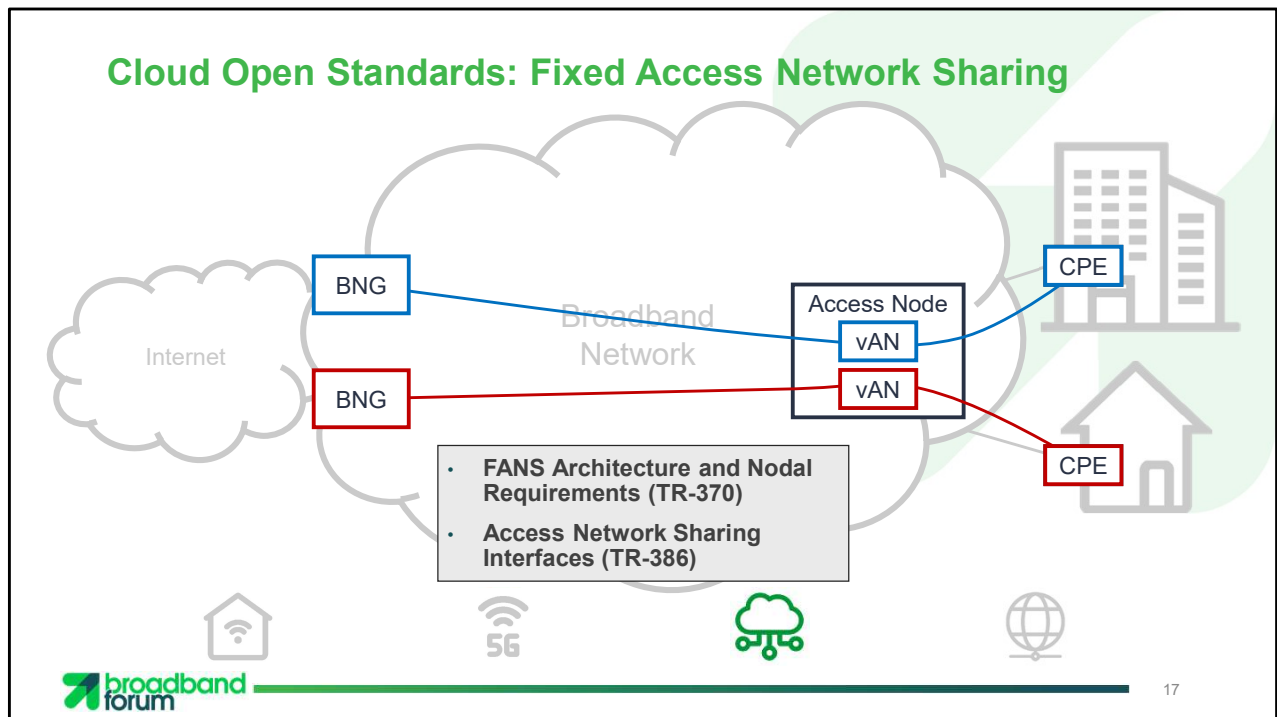 Cloud Open Standards: Fixed Access Network Sharing
Internet
BNG
BNG
Broadband
Network
Access Node
vAN
vAN
CPE
CPE
• FANS Architecture and Nodal
Requirements (TR-370)
• Access Network Sharing
Interfaces (TR-386)
5G
broadband
forum
17